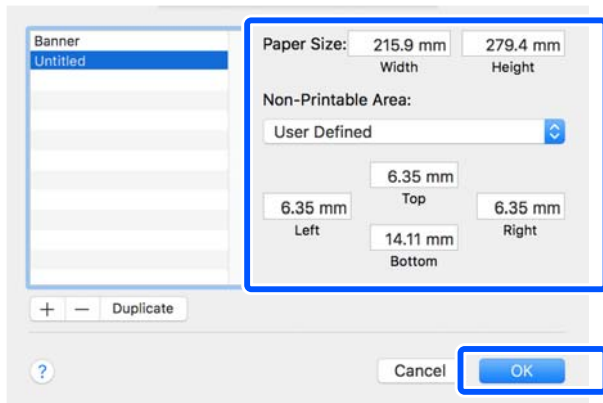 Banner
Untitled
Paper Size: 215.9 mm 279.4 mm
Width Height
Non-Printable Area:
User Defined
6.35 mm
Top
6.35 mm 6.35 mm
Left Right
14.11 mm
Bottom
+ — Duplicate
? Cancel OK